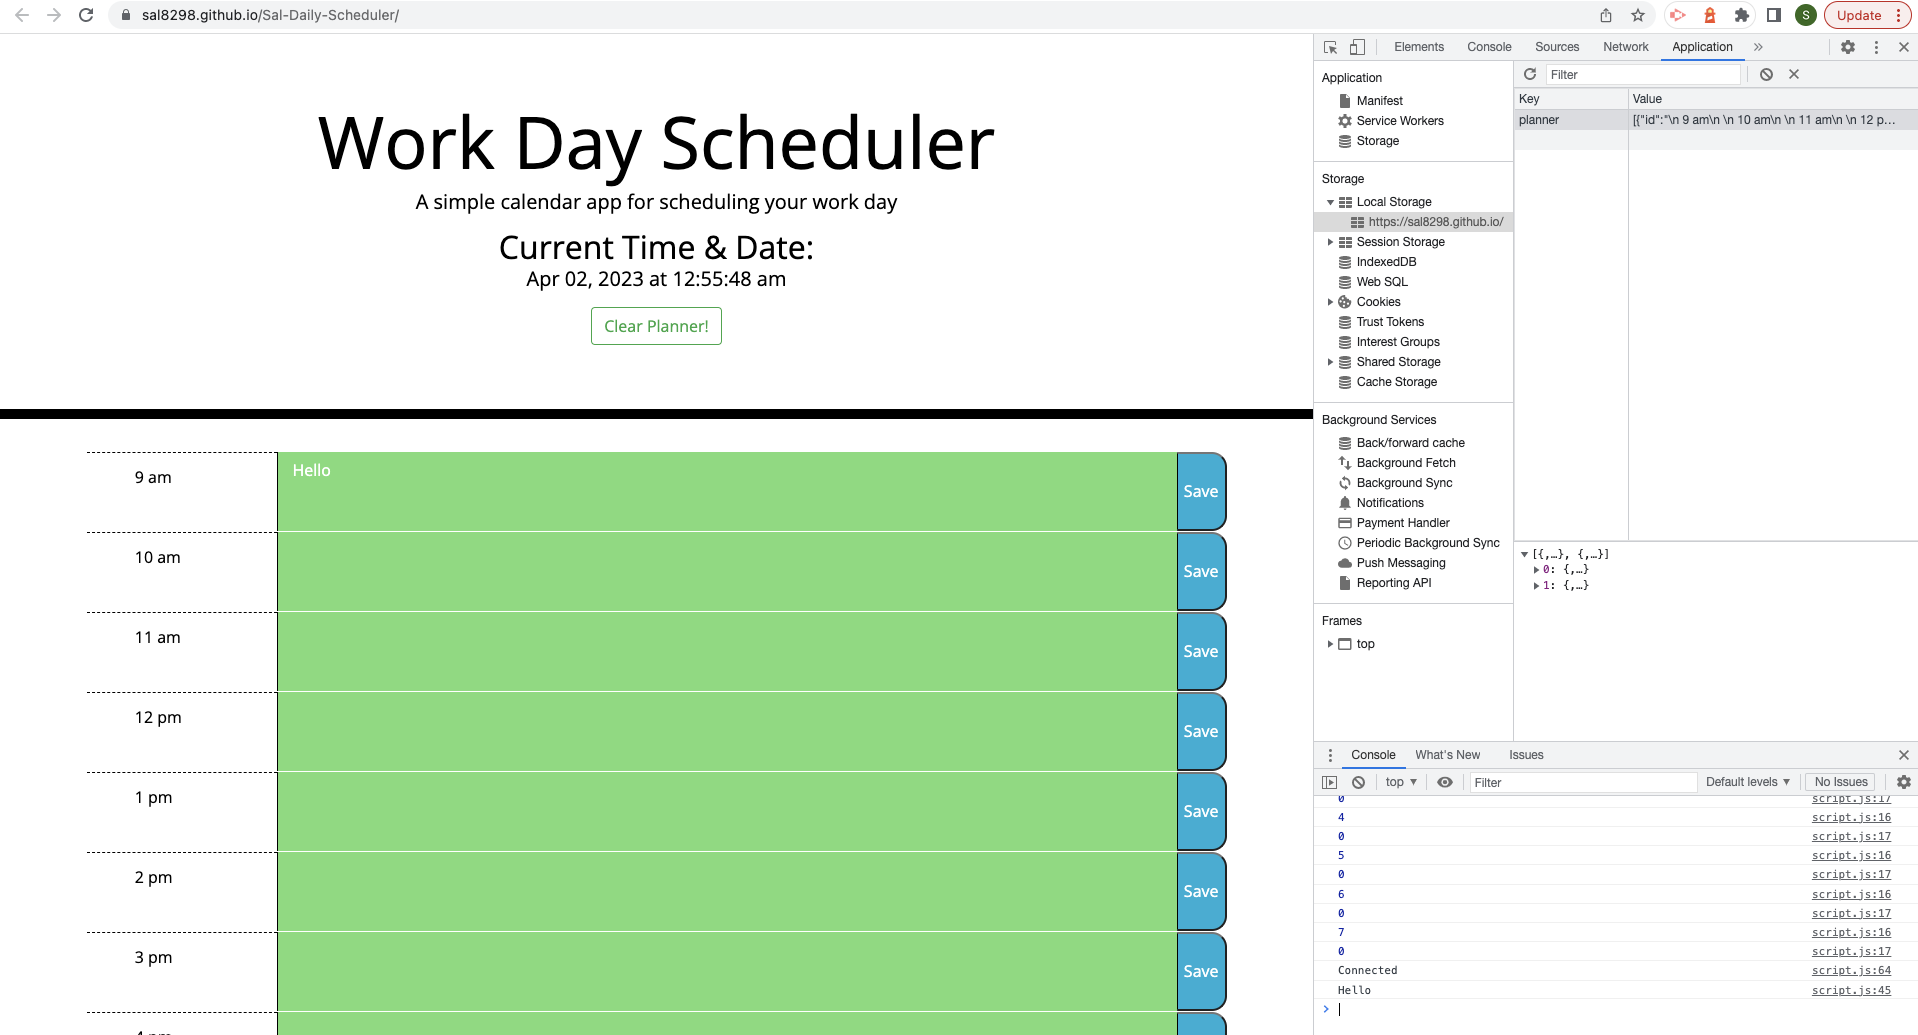 sal8298.github.io/Sal-Daily-Scheduler/
S
Update
Work Day Scheduler
A simple calendar app for scheduling your work day
Current Time & Date:
Apr 02, 2023 at 12:55:48 am
Clear Planner!
9 am
Hello
Save
10 am
Save
11 am
Save
12 pm
Save
1 pm
Save
2 pm
Save
3 pm
Save
Elements Console Sources Network Application »
Application
Manifest
Service Workers
Storage
Storage
Local Storage
https://sal8298.github.io/
Session Storage
IndexedDB
Web SQL
Cookies
Trust Tokens
Interest Groups
Shared Storage
Cache Storage
Background Services
Back/forward cache
Background Fetch
Background Sync
Notifications
Payment Handler
Periodic Background Sync
Push Messaging
Reporting API
Frames
top
Filter
Key Value
planner [{"id":"\n 9 am\n \n 10 am\n \n 11 am\n \n 12 p...
[{,…}, {,…}]
0: {,…}
1: {,…}
Console What's New Issues
top Filter Default levels No Issues
0 script.js:17
4 script.js:16
0 script.js:17
5 script.js:16
0 script.js:17
6 script.js:16
0 script.js:17
7 script.js:16
0 script.js:17
Connected script.js:64
Hello script.js:45